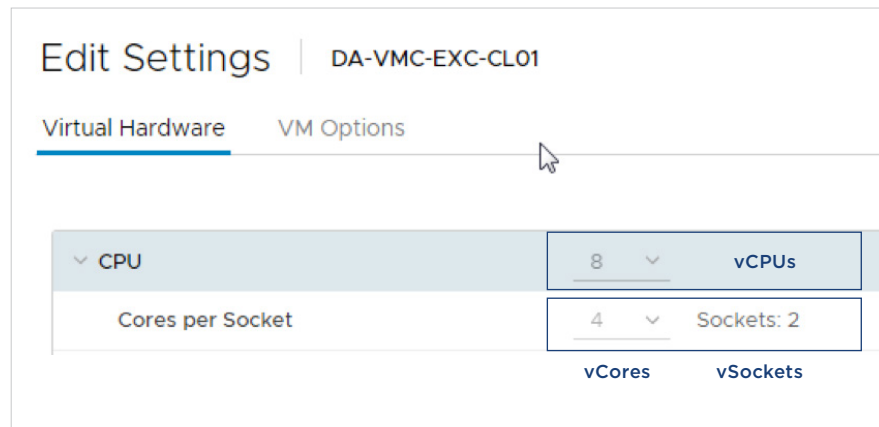 Edit Settings DA-VMC-EXC-CL01
Virtual Hardware VM Options
CPU 8 vCPUs
Cores per Socket 4 Sockets: 2
vCores vSockets